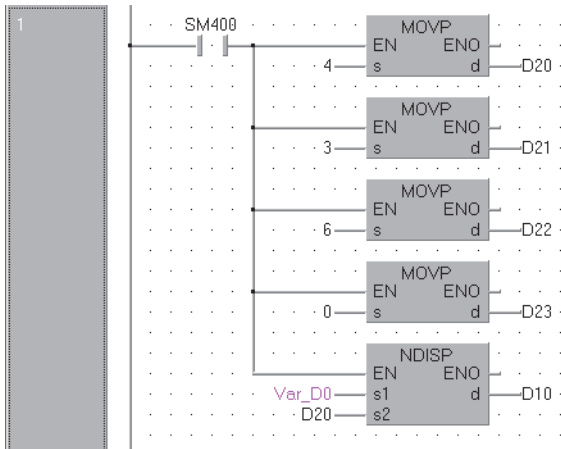 1
SM400
MOVP
EN ENO
4 s d D20
MOVP
EN ENO
3 s d D21
MOVP
EN ENO
6 s d D22
MOVP
EN ENO
0 s d D23
NDISP
EN ENO
Var_D0 s1 d D10
D20 s2